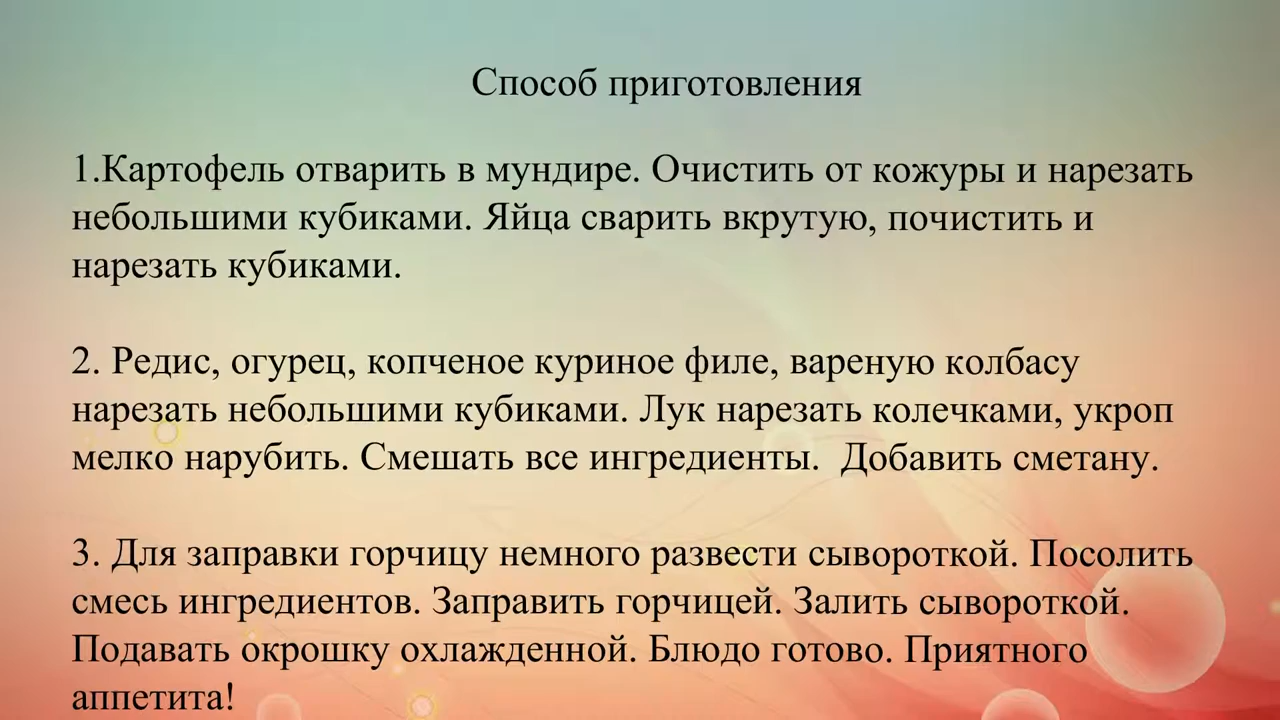 Способ приготовления
1.Картофель отварить в мундире. Очистить от кожуры и нарезать
небольшими кубиками. Яйца сварить вкрутую, почистить и
нарезать кубиками.
2. Редис, огурец, копченое куриное филе, вареную колбасу
нарезать небольшими кубиками. Лук нарезать колечками, укроп
мелко нарубить. Смешать все ингредиенты.  Добавить сметану.
3. Для заправки горчицу немного развести сывороткой. Посолить
смесь ингредиентов. Заправить горчицей. Залить сывороткой.
Подавать окрошку охлажденной. Блюдо готово. Приятного
аппетита!